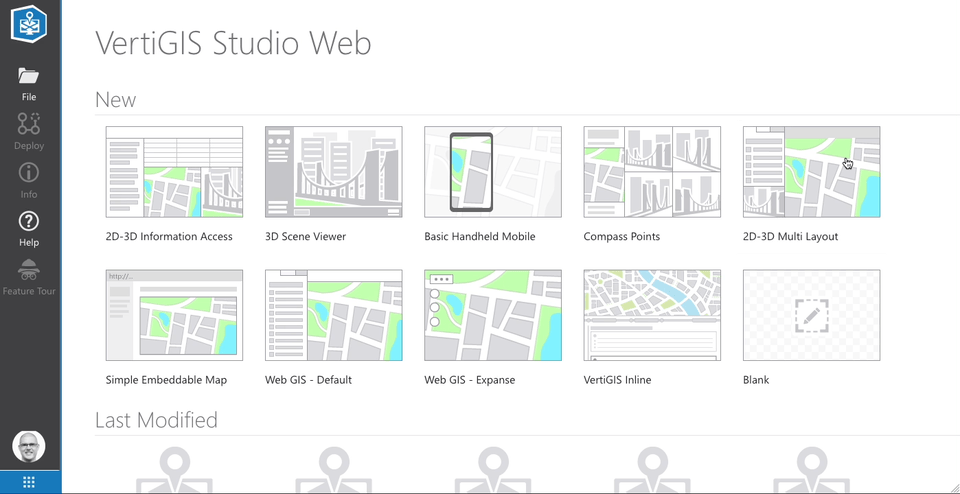 VertiGIS Studio Web
File
Deploy
Info
Help
Feature Tour
New
2D-3D Information Access
3D Scene Viewer
Basic Handheld Mobile
Compass Points
2D-3D Multi Layout
http://...
Simple Embeddable Map
Web GIS - Default
Web GIS - Expanse
VertiGIS Inline
Blank
Last Modified